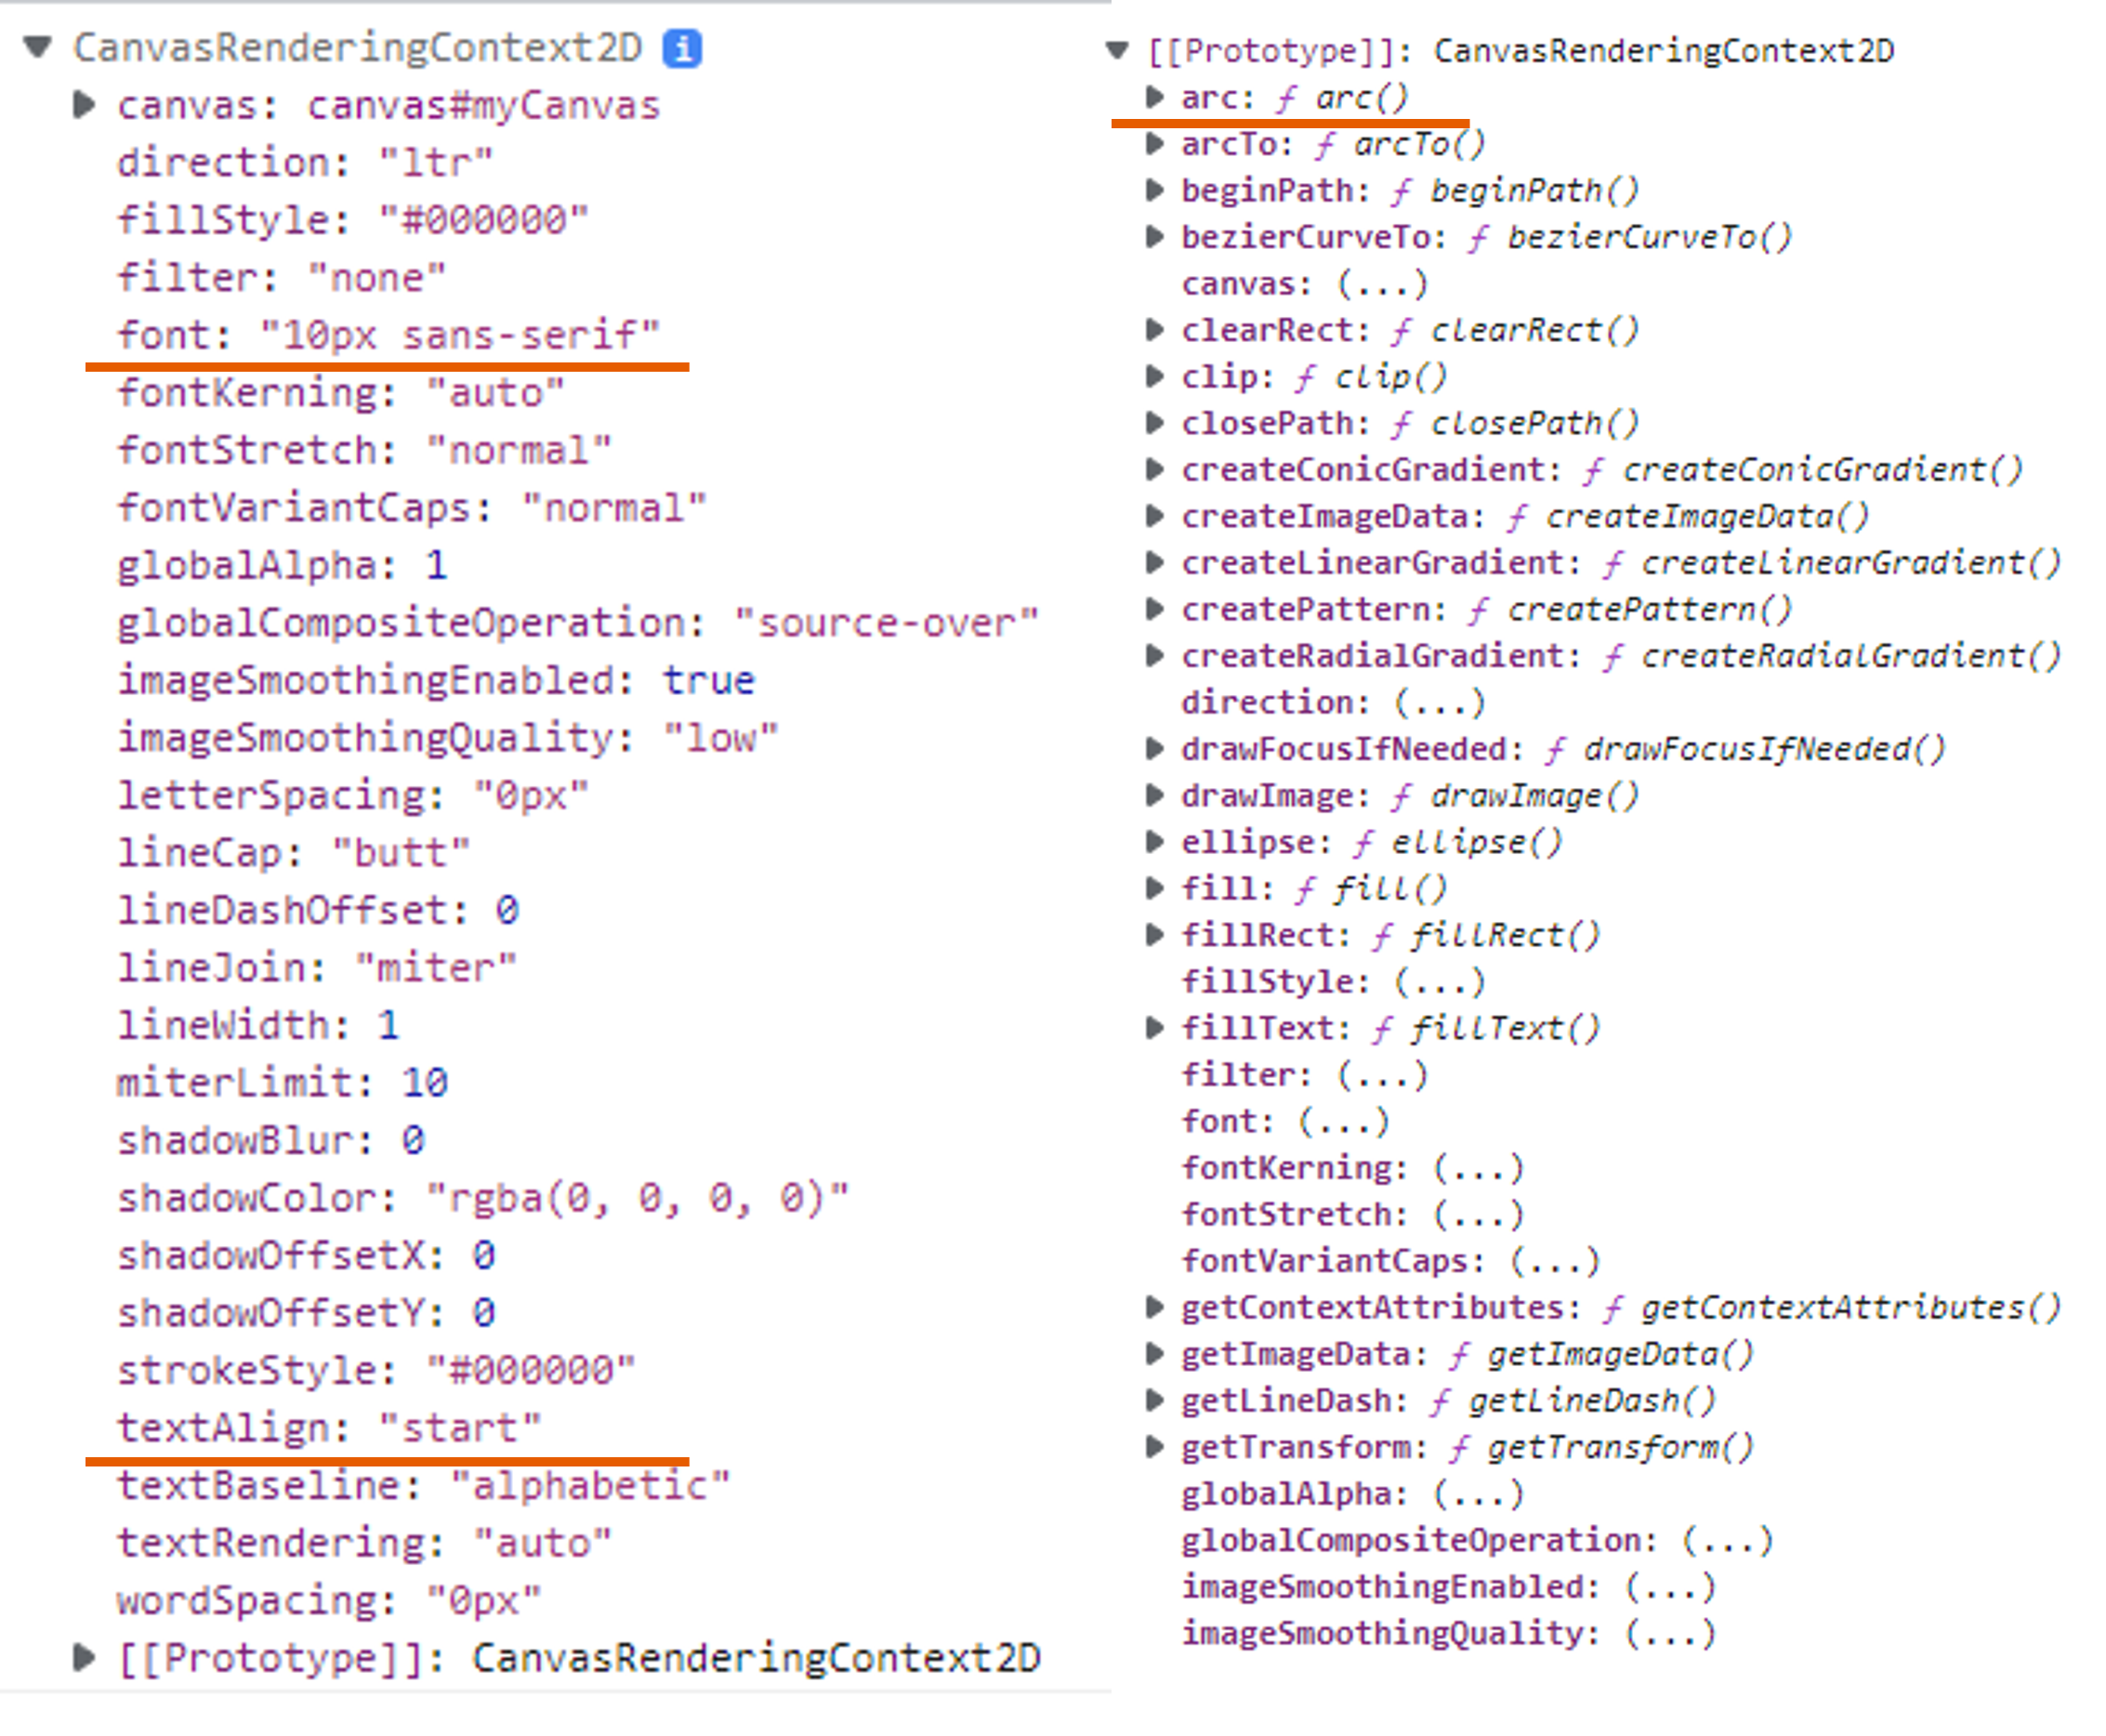 CanvasRenderingContext2D i
canvas: canvas#myCanvas
direction: "ltr"
fillStyle: "#000000"
filter: "none"
font: "10px sans-serif"
fontKerning: "auto"
fontStretch: "normal"
fontVariantCaps: "normal"
globalAlpha: 1
globalCompositeOperation: "source-over"
imageSmoothingEnabled: true
imageSmoothingQuality: "low"
letterSpacing: "0px"
lineCap: "butt"
lineDashOffset: 0
lineJoin: "miter"
lineWidth: 1
miterLimit: 10
shadowBlur: 0
shadowColor: "rgba(0, 0, 0, 0)"
shadowOffsetX: 0
shadowOffsetY: 0
strokeStyle: "#000000"
textAlign: "start"
textBaseline: "alphabetic"
textRendering: "auto"
wordSpacing: "0px"
[[Prototype]]: CanvasRenderingContext2D
[[Prototype]]: CanvasRenderingContext2D
arc: ƒ arc()
arcTo: ƒ arcTo()
beginPath: ƒ beginPath()
bezierCurveTo: ƒ bezierCurveTo()
canvas: (...)
clearRect: ƒ clearRect()
clip: ƒ clip()
closePath: ƒ closePath()
createConicGradient: ƒ createConicGradient()
createImageData: ƒ createImageData()
createLinearGradient: ƒ createLinearGradient()
createPattern: ƒ createPattern()
createRadialGradient: ƒ createRadialGradient()
direction: (...)
drawFocusIfNeeded: ƒ drawFocusIfNeeded()
drawImage: ƒ drawImage()
ellipse: ƒ ellipse()
fill: ƒ fill()
fillRect: ƒ fillRect()
fillStyle: (...)
fillText: ƒ fillText()
filter: (...)
font: (...)
fontKerning: (...)
fontStretch: (...)
fontVariantCaps: (...)
getContextAttributes: ƒ getContextAttributes()
getImageData: ƒ getImageData()
getLineDash: ƒ getLineDash()
getTransform: ƒ getTransform()
globalAlpha: (...)
globalCompositeOperation: (...)
imageSmoothingEnabled: (...)
imageSmoothingQuality: (...)